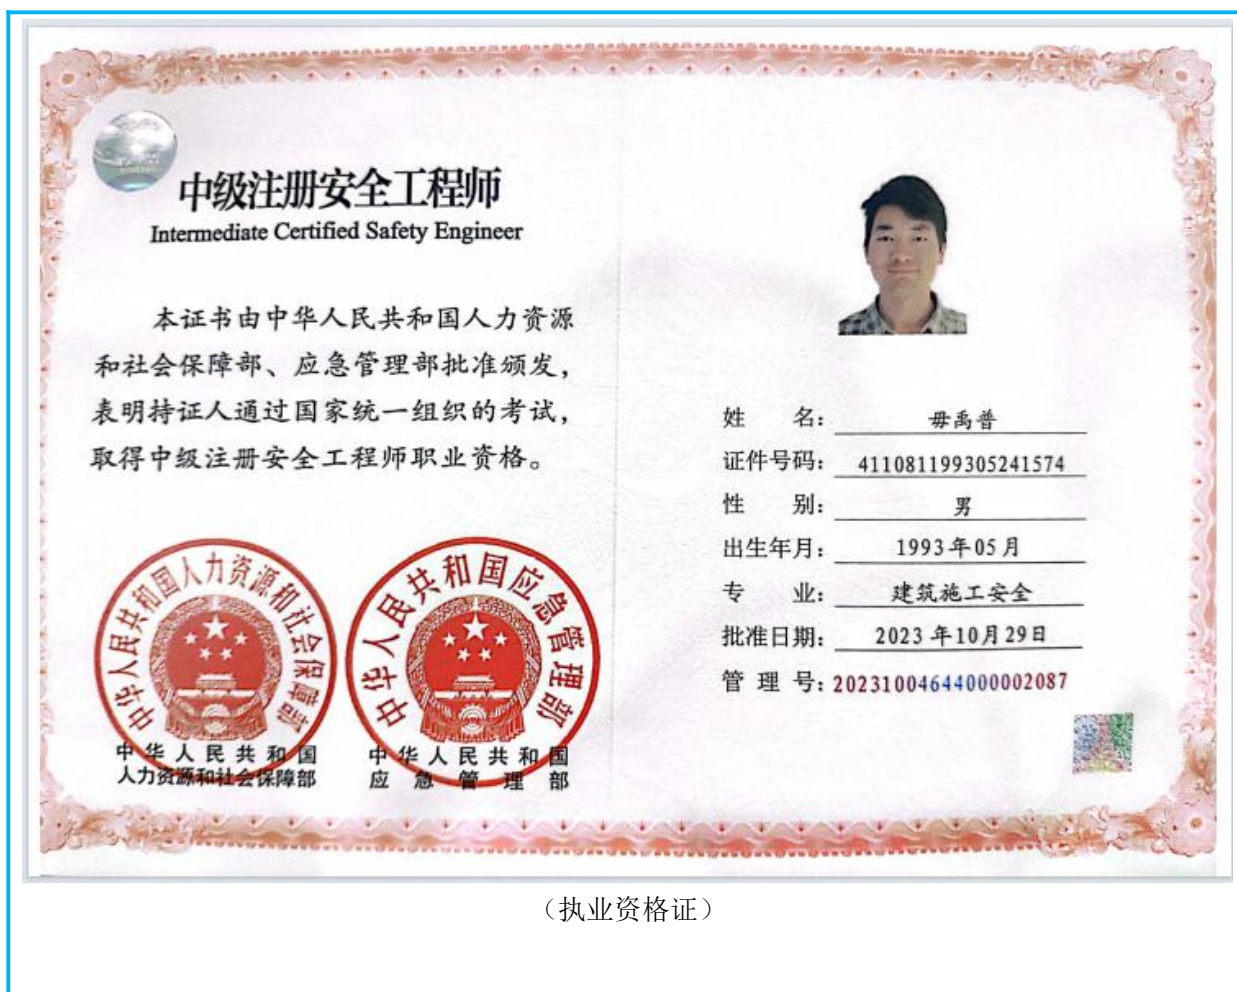 中级注册安全工程师
Intermediate Certified Safety Engineer
本证书由中华人民共和国人力资源
和社会保障部、应急管理部批准颁发，
表明持证人通过国家统一组织的考试，
取得中级注册安全工程师职业资格。
中华人民共和国人力资源和社会保障部
中华人民共和国应急管理部
中华人民共和国
人力资源和社会保障部
中华人民共和国
应急管理部
姓 名： 毋禹普
证件号码： 411081199305241574
性 别： 男
出生年月： 1993年05月
专 业： 建筑施工安全
批准日期： 2023年10月29日
管 理 号： 20231004644000002087
（执业资格证）